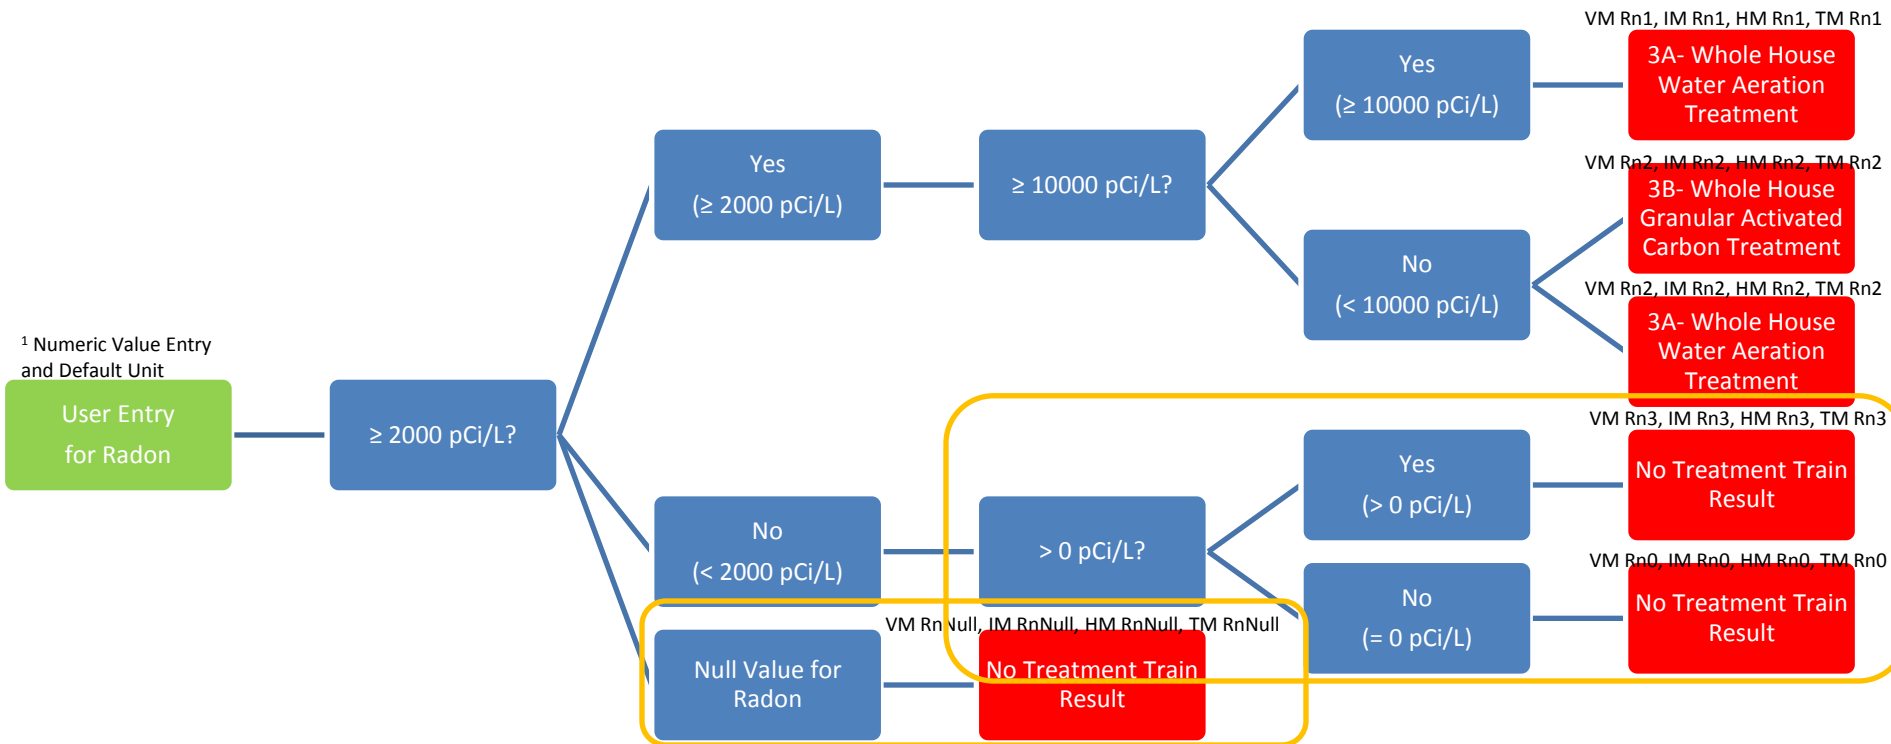 ¹ Numeric Value Entry
and Default Unit
User Entry
for Radon
≥ 2000 pCi/L?
Yes
(≥ 2000 pCi/L)
≥ 10000 pCi/L?
Yes
(≥ 10000 pCi/L)
VM Rn1, IM Rn1, HM Rn1, TM Rn1
3A- Whole House
Water Aeration
Treatment
No
(< 10000 pCi/L)
VM Rn2, IM Rn2, HM Rn2, TM Rn2
3B- Whole House
Granular Activated
Carbon Treatment
VM Rn2, IM Rn2, HM Rn2, TM Rn2
3A- Whole House
Water Aeration
Treatment
No
(< 2000 pCi/L)
> 0 pCi/L?
Yes
(> 0 pCi/L)
VM Rn3, IM Rn3, HM Rn3, TM Rn3
No Treatment Train
Result
No
(= 0 pCi/L)
VM Rn0, IM Rn0, HM Rn0, TM Rn0
No Treatment Train
Result
Null Value for
Radon
VM RnNull, IM RnNull, HM RnNull, TM RnNull
No Treatment Train
Result